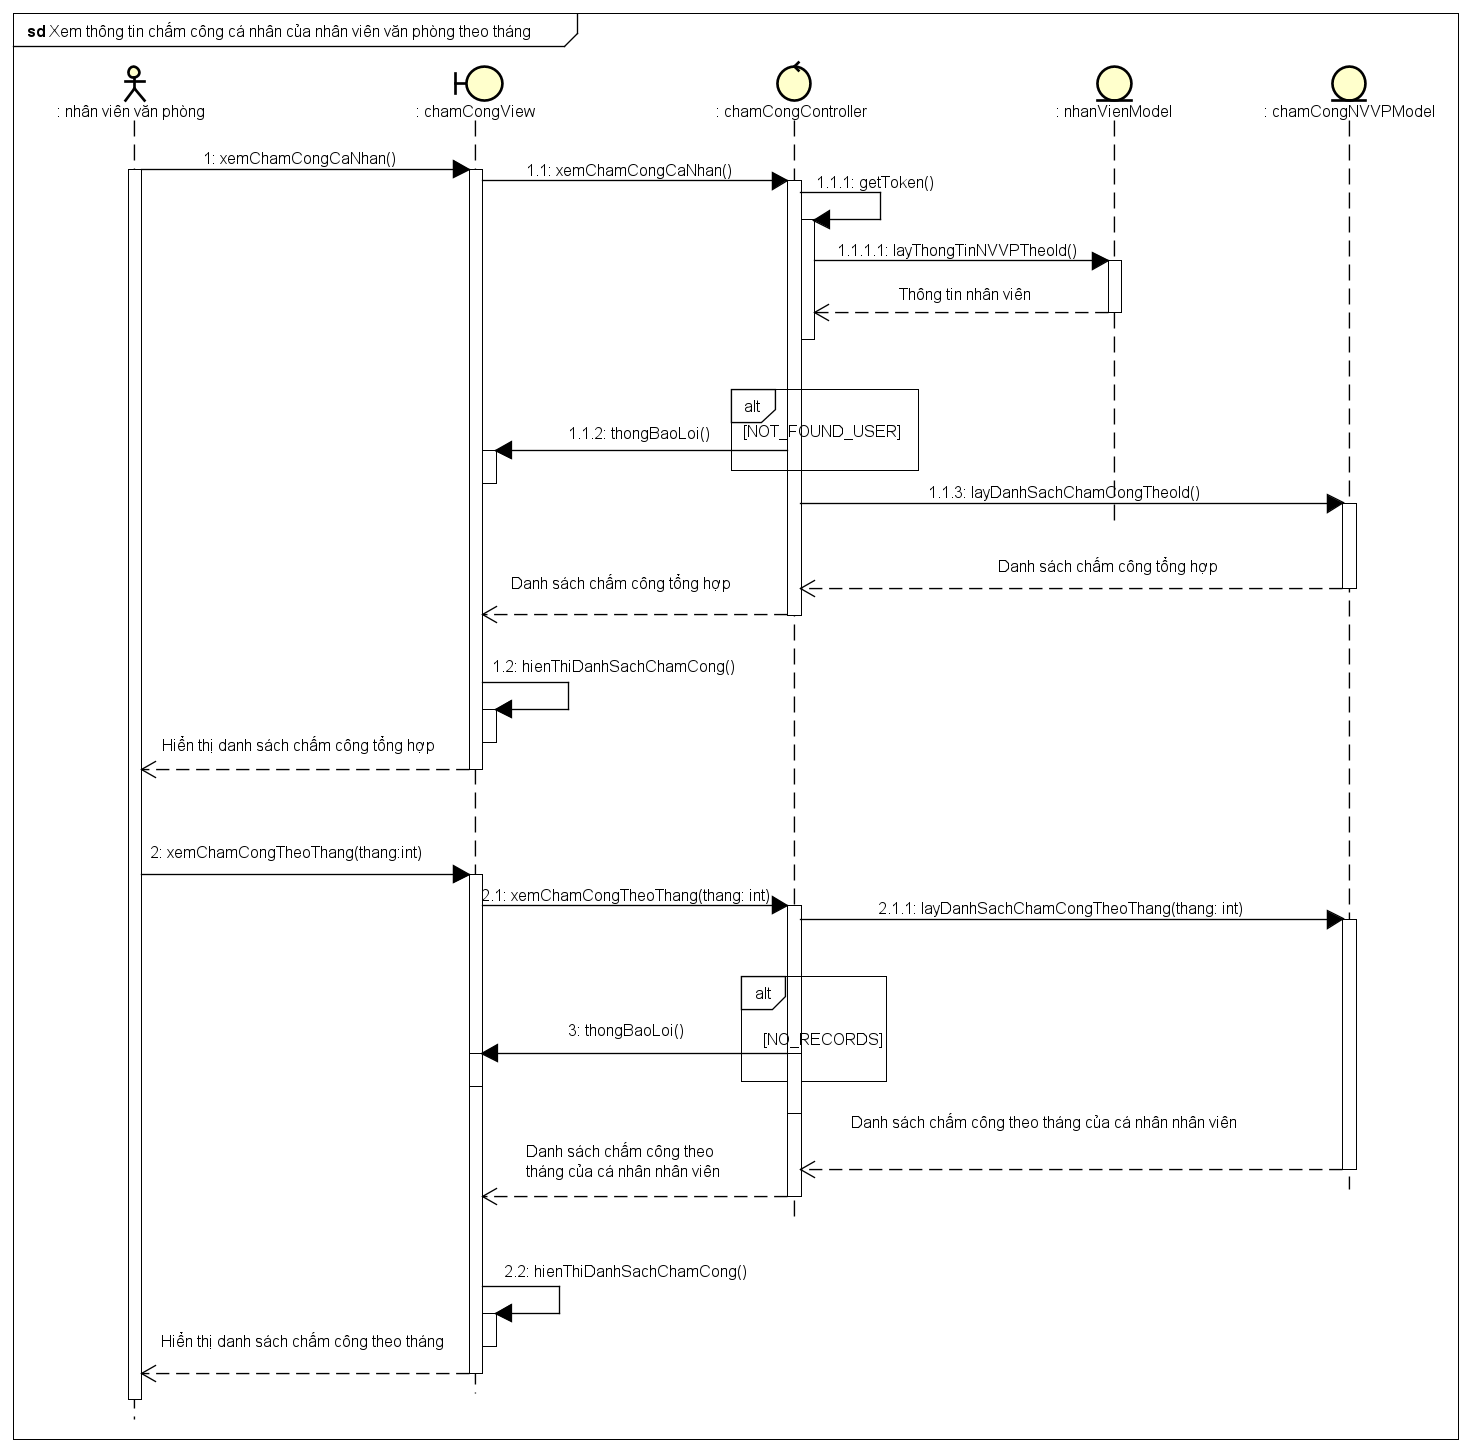 sd Xem thông tin chấm công cá nhân của nhân viên văn phòng theo tháng
: nhân viên văn phòng
: chamCongView
: chamCongController
: nhanVienModel
: chamCongNVVPModel
1: xemChamCongCaNhan()
1.1: xemChamCongCaNhan()
1.1.1: getToken()
1.1.1.1: layThongTinNVVPTheoId()
Thông tin nhân viên
alt
[NOT_FOUND_USER]
1.1.2: thongBaoLoi()
1.1.3: layDanhSachChamCongTheoId()
Danh sách chấm công tổng hợp
Danh sách chấm công tổng hợp
1.2: hienThiDanhSachChamCong()
Hiển thị danh sách chấm công tổng hợp
2: xemChamCongTheoThang(thang:int)
2.1: xemChamCongTheoThang(thang: int)
2.1.1: layDanhSachChamCongTheoThang(thang: int)
alt
[NO_RECORDS]
3: thongBaoLoi()
Danh sách chấm công theo tháng của cá nhân nhân viên
Danh sách chấm công theo
tháng của cá nhân nhân viên
2.2: hienThiDanhSachChamCong()
Hiển thị danh sách chấm công theo tháng